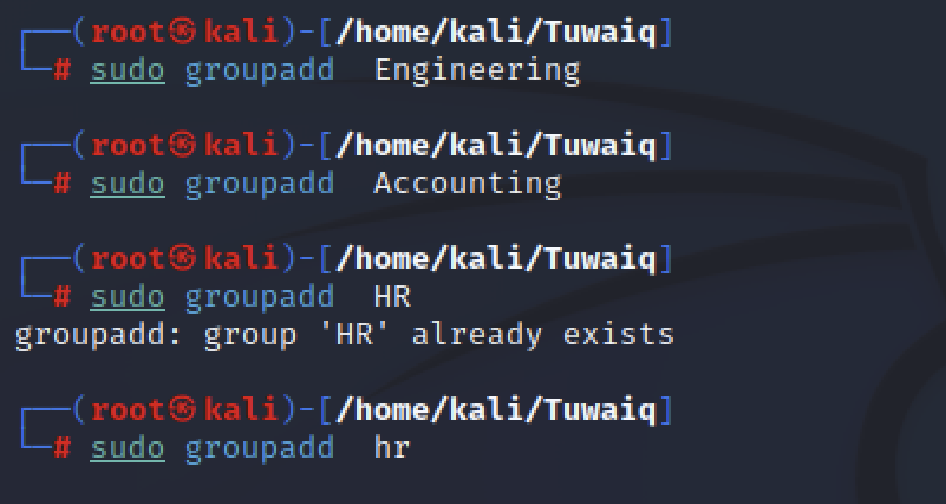 ┌──(root㉿kali)-[/home/kali/Tuwaiq]
└─# sudo groupadd  Engineering
┌──(root㉿kali)-[/home/kali/Tuwaiq]
└─# sudo groupadd  Accounting
┌──(root㉿kali)-[/home/kali/Tuwaiq]
└─# sudo groupadd  HR
groupadd: group 'HR' already exists
┌──(root㉿kali)-[/home/kali/Tuwaiq]
└─# sudo groupadd  hr